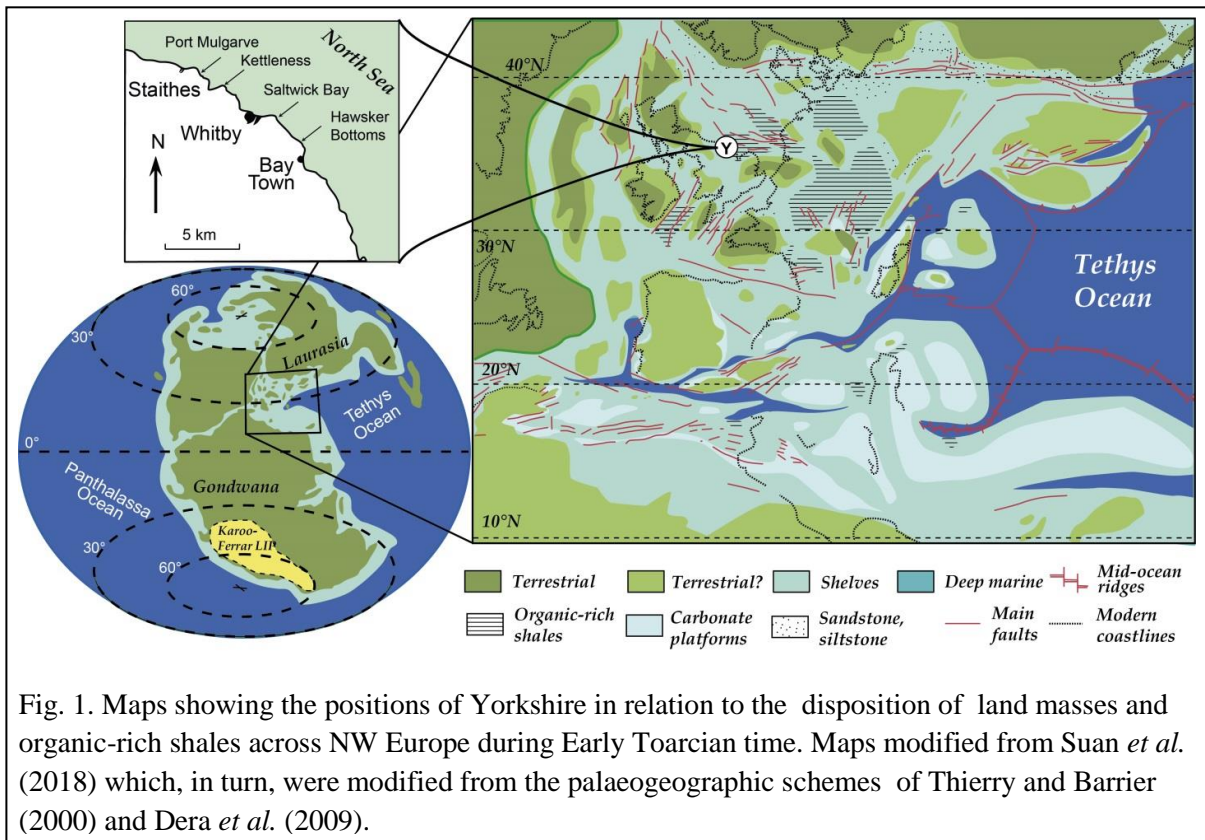 Port Mulgarve
Kettleness
North Sea
Staithes
Saltwick Bay
Whitby
Hawsker
Bottoms
N
Bay
Town
5 km
40°N
Y
30°N
Tethys
Ocean
20°N
10°N
60°
30°
Laurasia
Tethys
Ocean
0°
Panthalassa
Ocean
Gondwana
Karoo-
Ferrar LII
30°
60°
Terrestrial
Terrestrial?
Shelves
Deep marine
Mid-ocean
ridges
Organic-rich
shales
Carbonate
platforms
Sandstone,
siltstone
Main
faults
Modern
coastlines
Fig. 1. Maps showing the positions of Yorkshire in relation to the disposition of land masses and
organic-rich shales across NW Europe during Early Toarcian time. Maps modified from Suan et al.
(2018) which, in turn, were modified from the palaeogeographic schemes of Thierry and Barrier
(2000) and Dera et al. (2009).